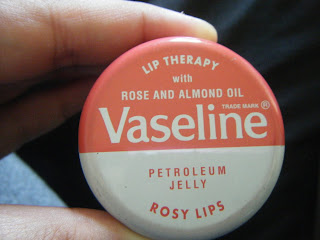 LIP THERAPY
with
ROSE AND ALMOND OIL
TRADE MARK
Vaseline®
PETROLEUM
JELLY
ROSY LIPS